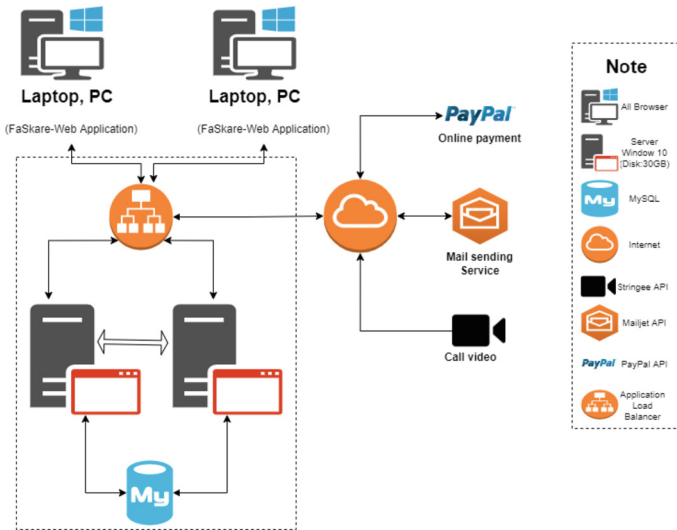 Laptop, PC
(FaSkare-Web Application)
Laptop, PC
(FaSkare-Web Application)
PayPal
Online payment
Mail sending
Service
Call video
My
Note
All Browser
Server
Window 10
(Disk:30GB)
My
MySQL
Internet
Stringee API
Mailjet API
PayPal
PayPal API
Application
Load
Balancer